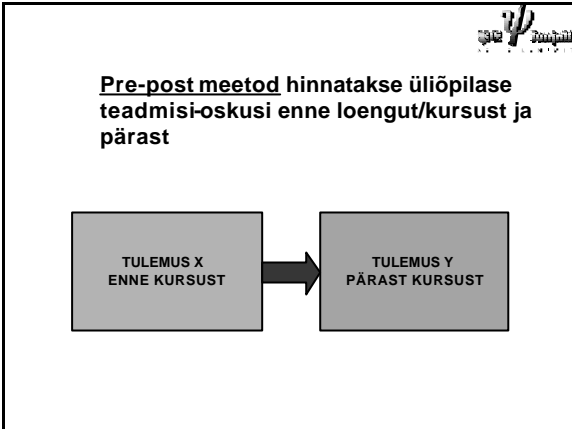 Pre-post meetod hinnatakse üliõpilase
teadmisi-oskusi enne loengut/kursust ja
pärast
TULEMUS X
ENNE KURSUST
TULEMUS Y
PÄRAST KURSUST